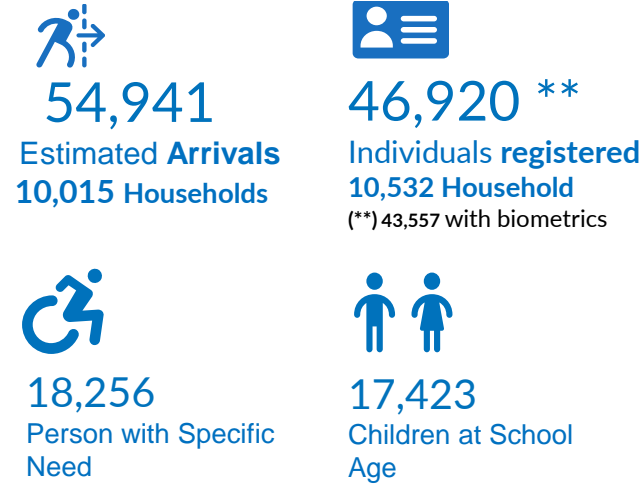 54,941
Estimated Arrivals
10,015 Households
46,920 **
Individuals registered
10,532 Household
(**) 43,557 with biometrics
18,256
Person with Specific
Need
17,423
Children at School
Age